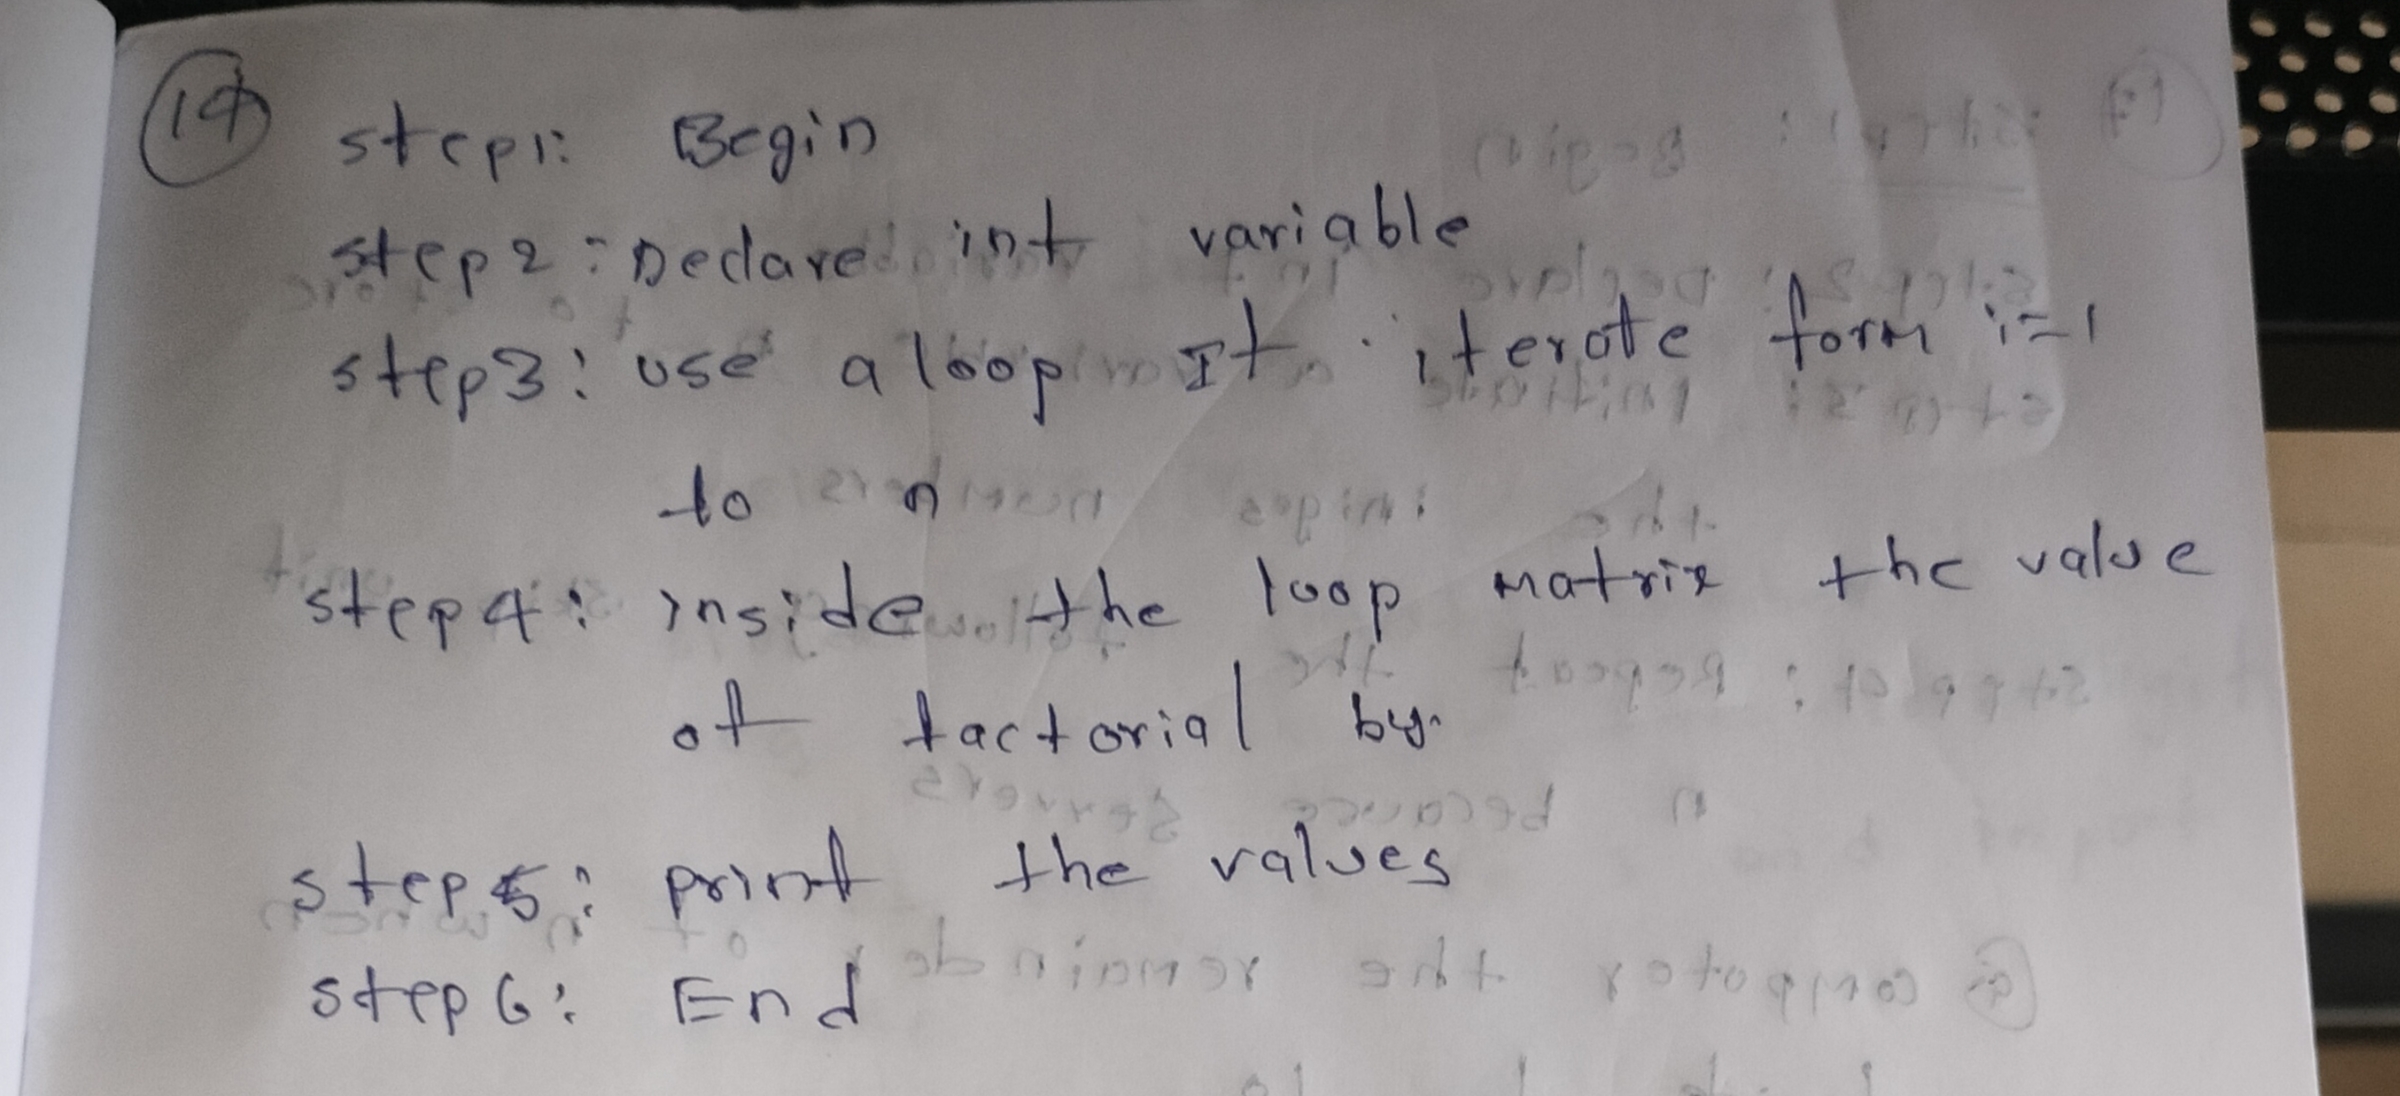 14
step1: Begin
step2: Declare int variable
step3: use a loop It iterate form i=1
to n
step4: inside the loop matrix the value
of factorial by
step5: print the values
step6: End